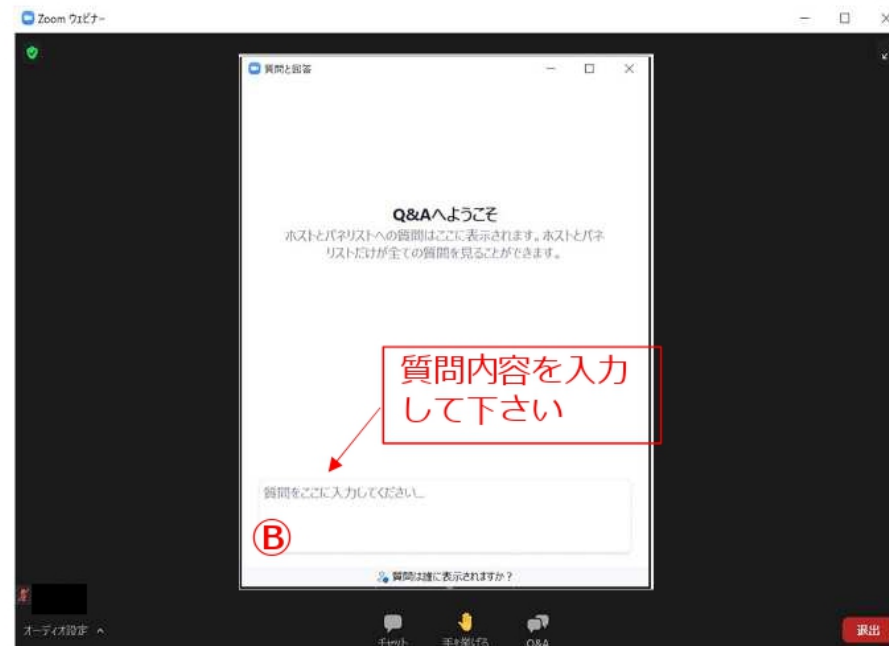 Zoom ウェビナー
質問と回答
Q&Aへようこそ
ホストとパネリストへの質問はここに表示されます。ホストとパネ
リストだけが全ての質問を見ることができます。
質問内容を入力
して下さい
質問をここに入力してください...
Ⓑ
質問は誰に表示されますか?
オーディオ設定
チャット
手を挙げる
Q&A
退出